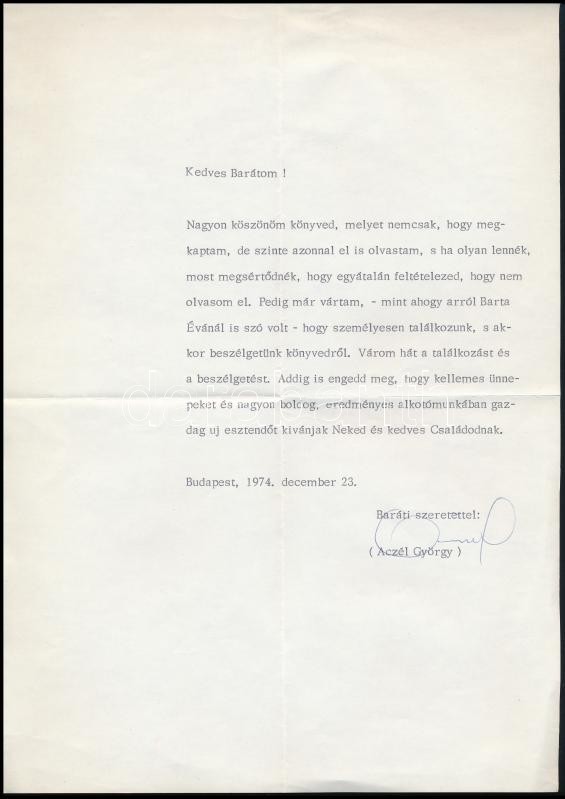 Kedves Barátom !
Nagyon köszönöm könyved, melyet nemcsak, hogy meg-
kaptam, de szinte azonnal el is olvastam, s ha olyan lennék,
most megsértődnék, hogy egyátalán feltételezed, hogy nem
olvasom el. Pedig már vártam, - mint ahogy arról Barta
Évánál is szó volt - hogy személyesen találkozunk, s ak-
kor beszélgetünk könyvedről. Várom hát a találkozást és
a beszélgetést. Addig is engedd meg, hogy kellemes ünne-
peket és nagyon boldog, eredményes alkotómunkában gaz-
dag uj esztendőt kivánjak Neked és kedves Családodnak.
Budapest, 1974. december 23.
Baráti szeretettel:
( Aczél György )